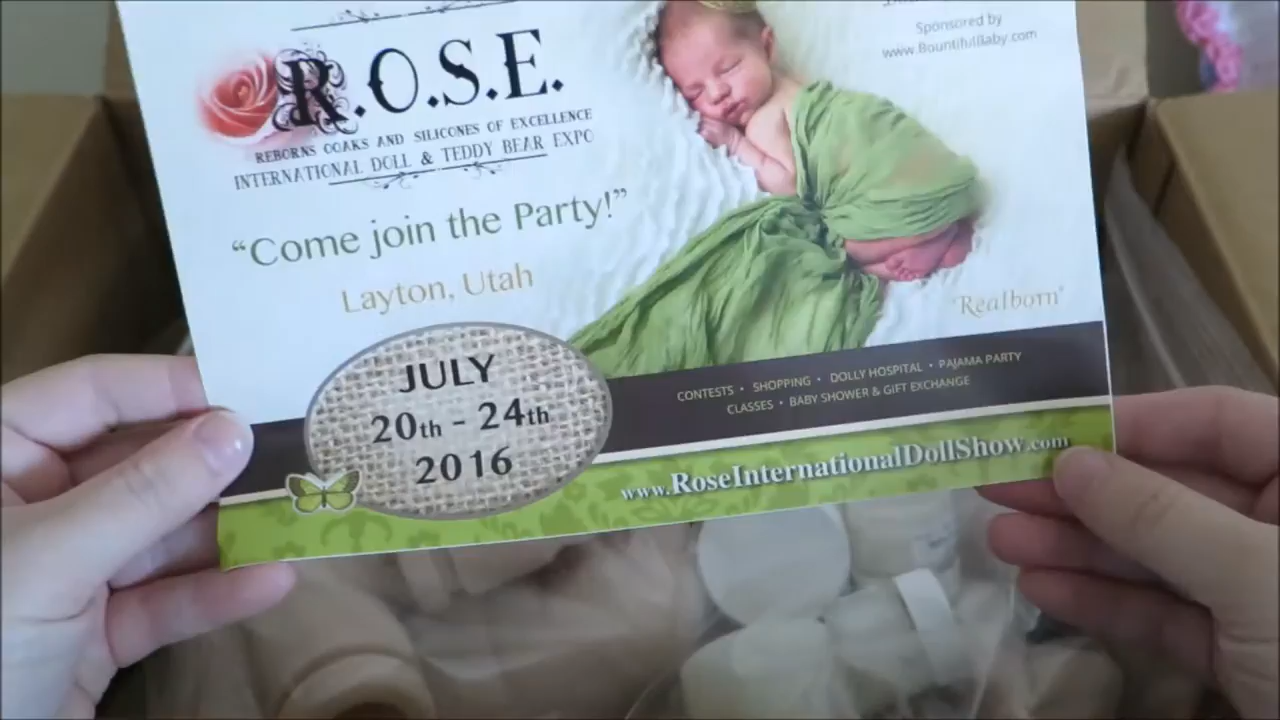 Sponsored by
www.BountifulBaby.com
R.O.S.E.
REBORNS OOAKS AND SILICONES OF EXCELLENCE
INTERNATIONAL DOLL & TEDDY BEAR EXPO
“Come join the Party!”
Layton, Utah
"Realborn"
JULY
20th - 24th
2016
CONTESTS • SHOPPING • DOLLY HOSPITAL • PAJAMA PARTY
CLASSES • BABY SHOWER & GIFT EXCHANGE
www.RoseInternationalDollShow.com